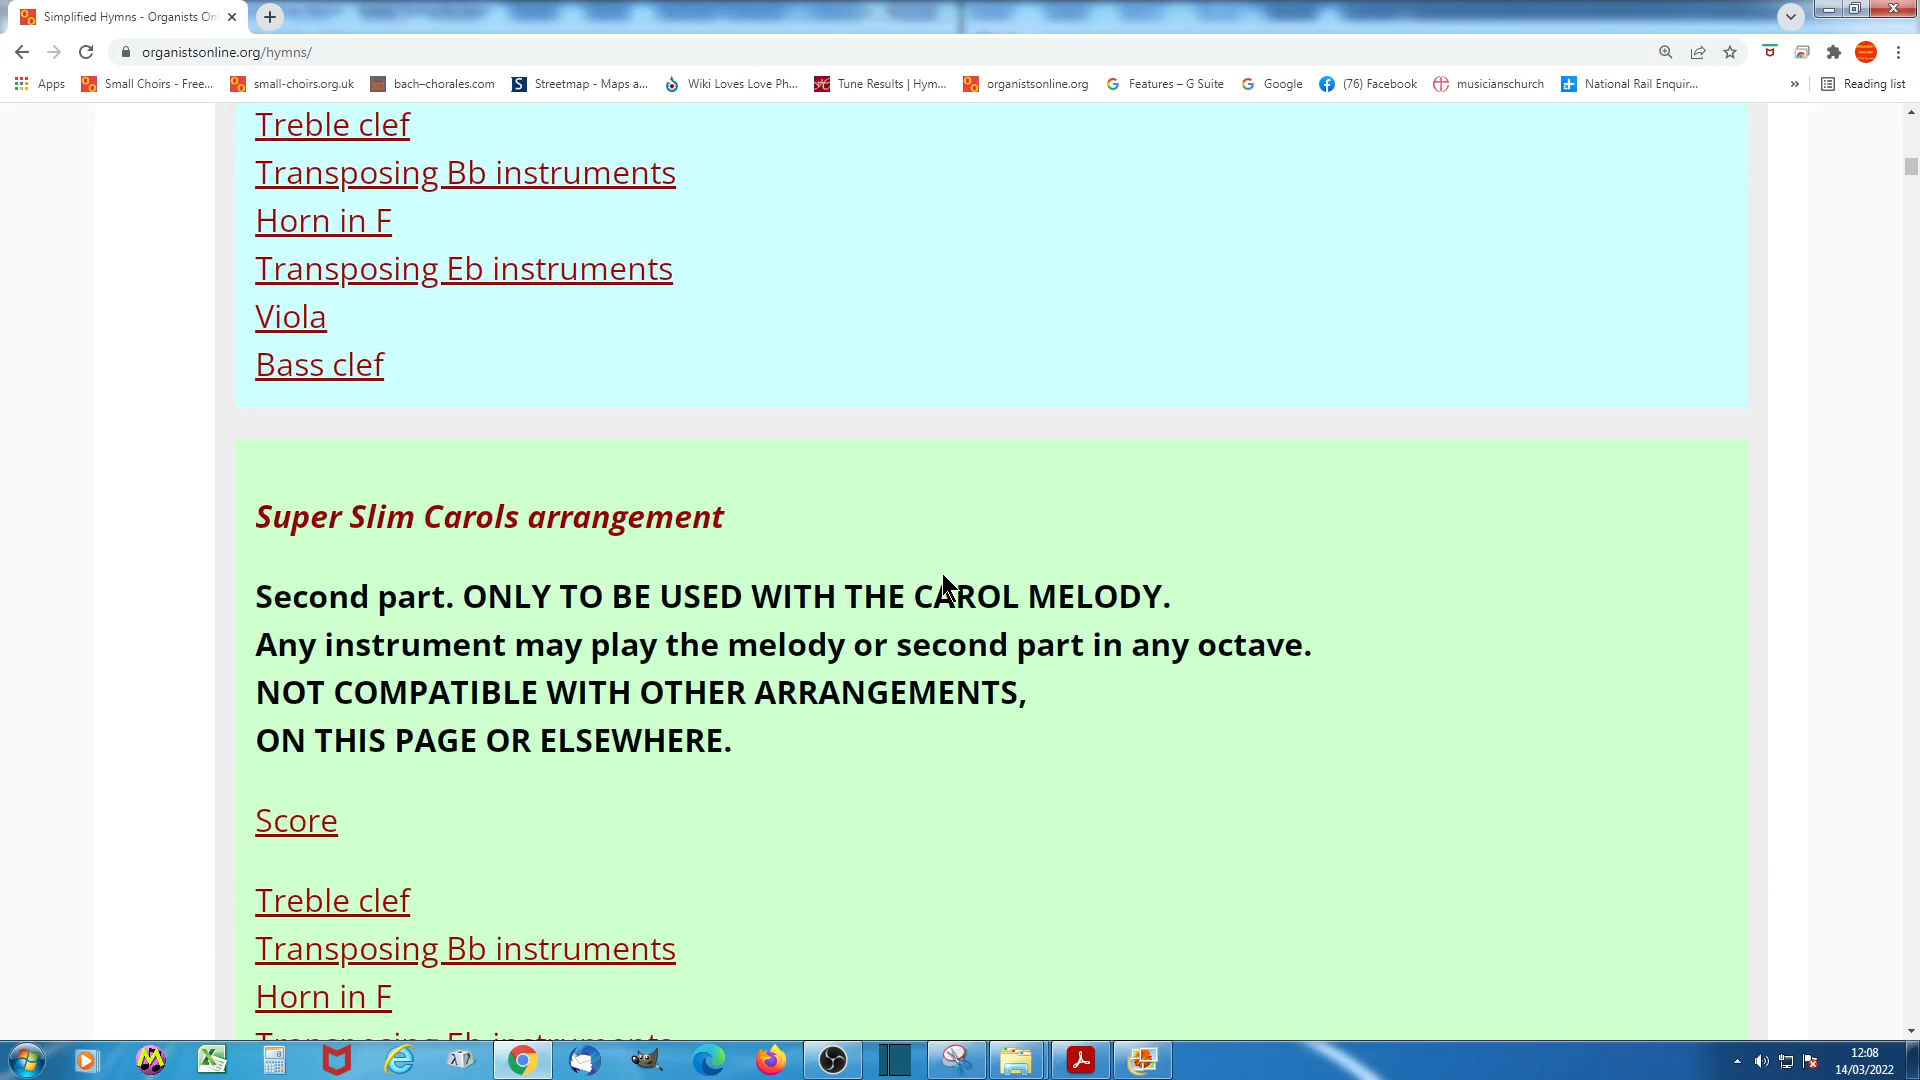 Simplified Hymns - Organists Onl
organistsonline.org/hymns/
Apps
Small Choirs - Free...
small-choirs.org.uk
bach–chorales.com
Streetmap - Maps a...
Wiki Loves Love Ph...
Tune Results | Hym...
organistsonline.org
Features – G Suite
Google
(76) Facebook
musicianschurch
National Rail Enquir...
»
Reading list
Treble clef
Transposing Bb instruments
Horn in F
Transposing Eb instruments
Viola
Bass clef
Super Slim Carols arrangement
Second part. ONLY TO BE USED WITH THE CAROL MELODY.
Any instrument may play the melody or second part in any octave.
NOT COMPATIBLE WITH OTHER ARRANGEMENTS,
ON THIS PAGE OR ELSEWHERE.
Score
Treble clef
Transposing Bb instruments
Horn in F
Transposing Eb instruments
12:08
14/03/2022